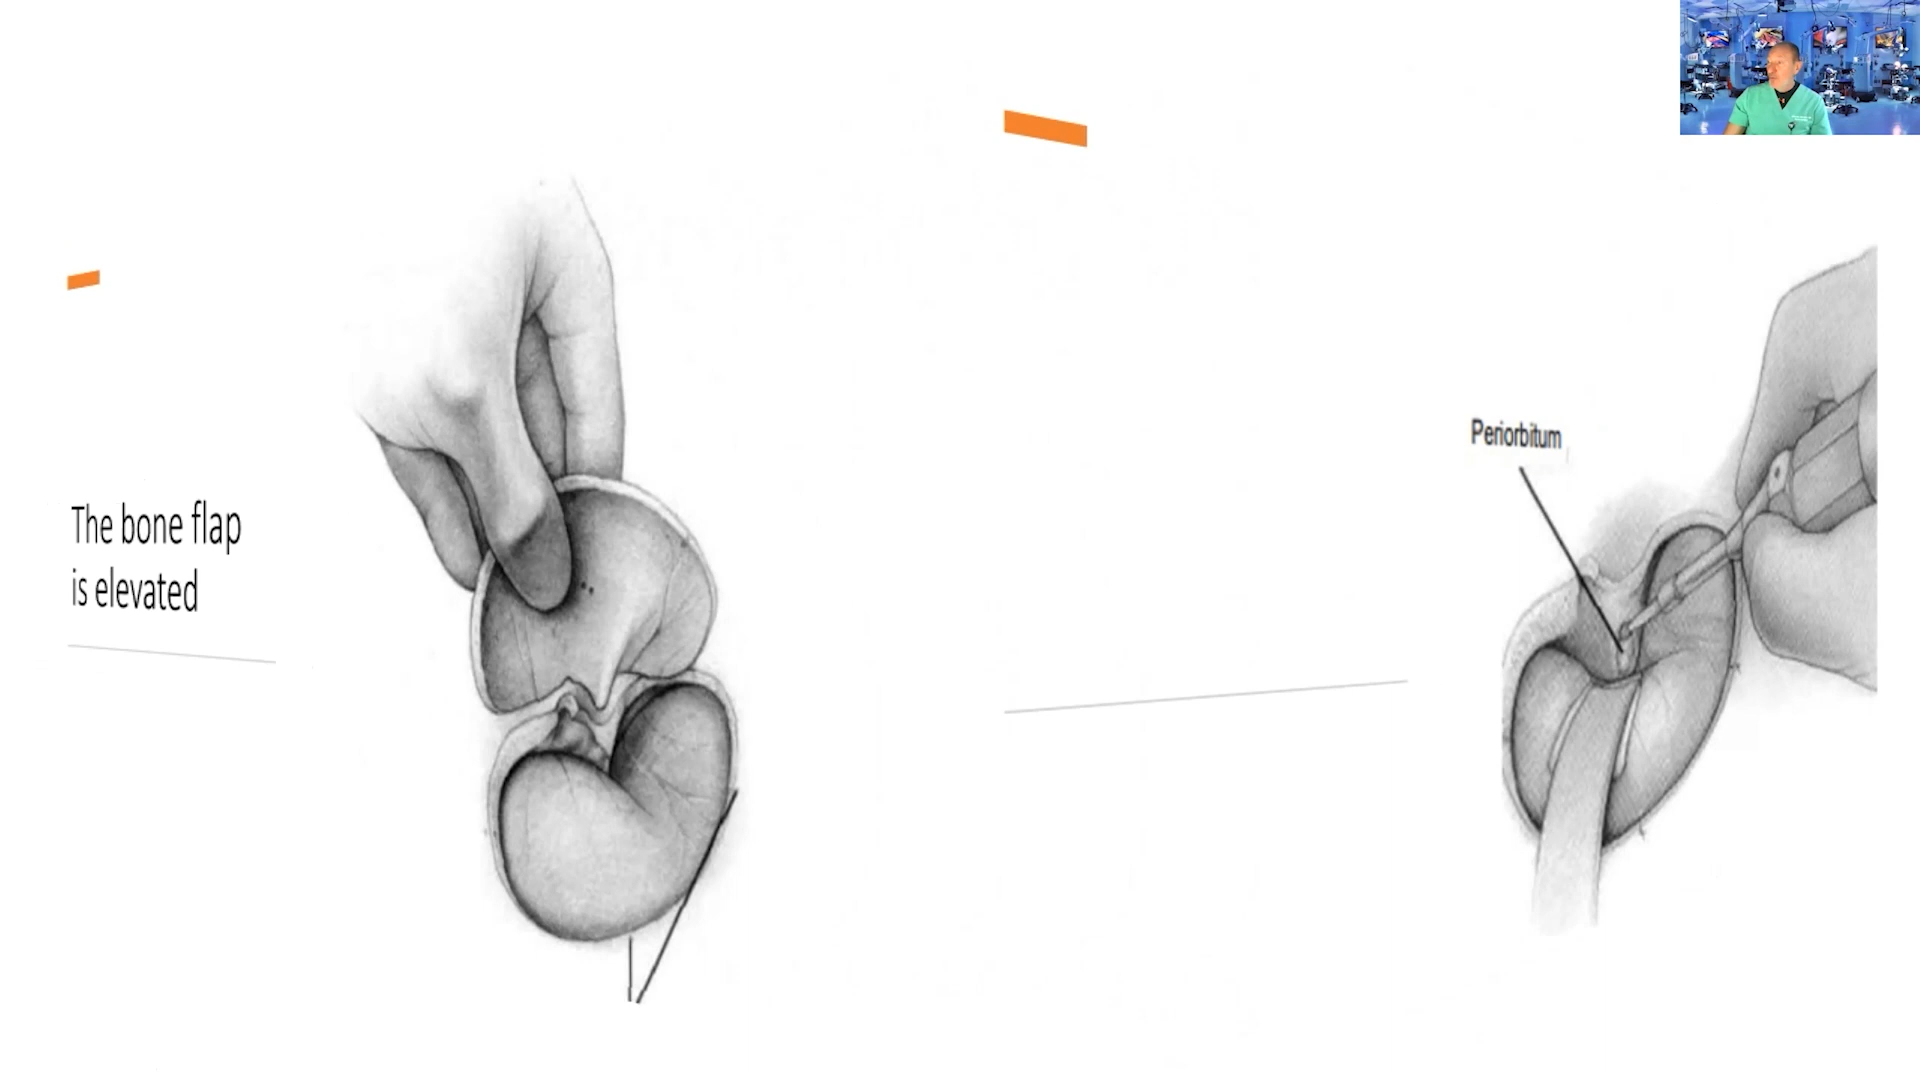 The bone flap
is elevated
Periorbitum